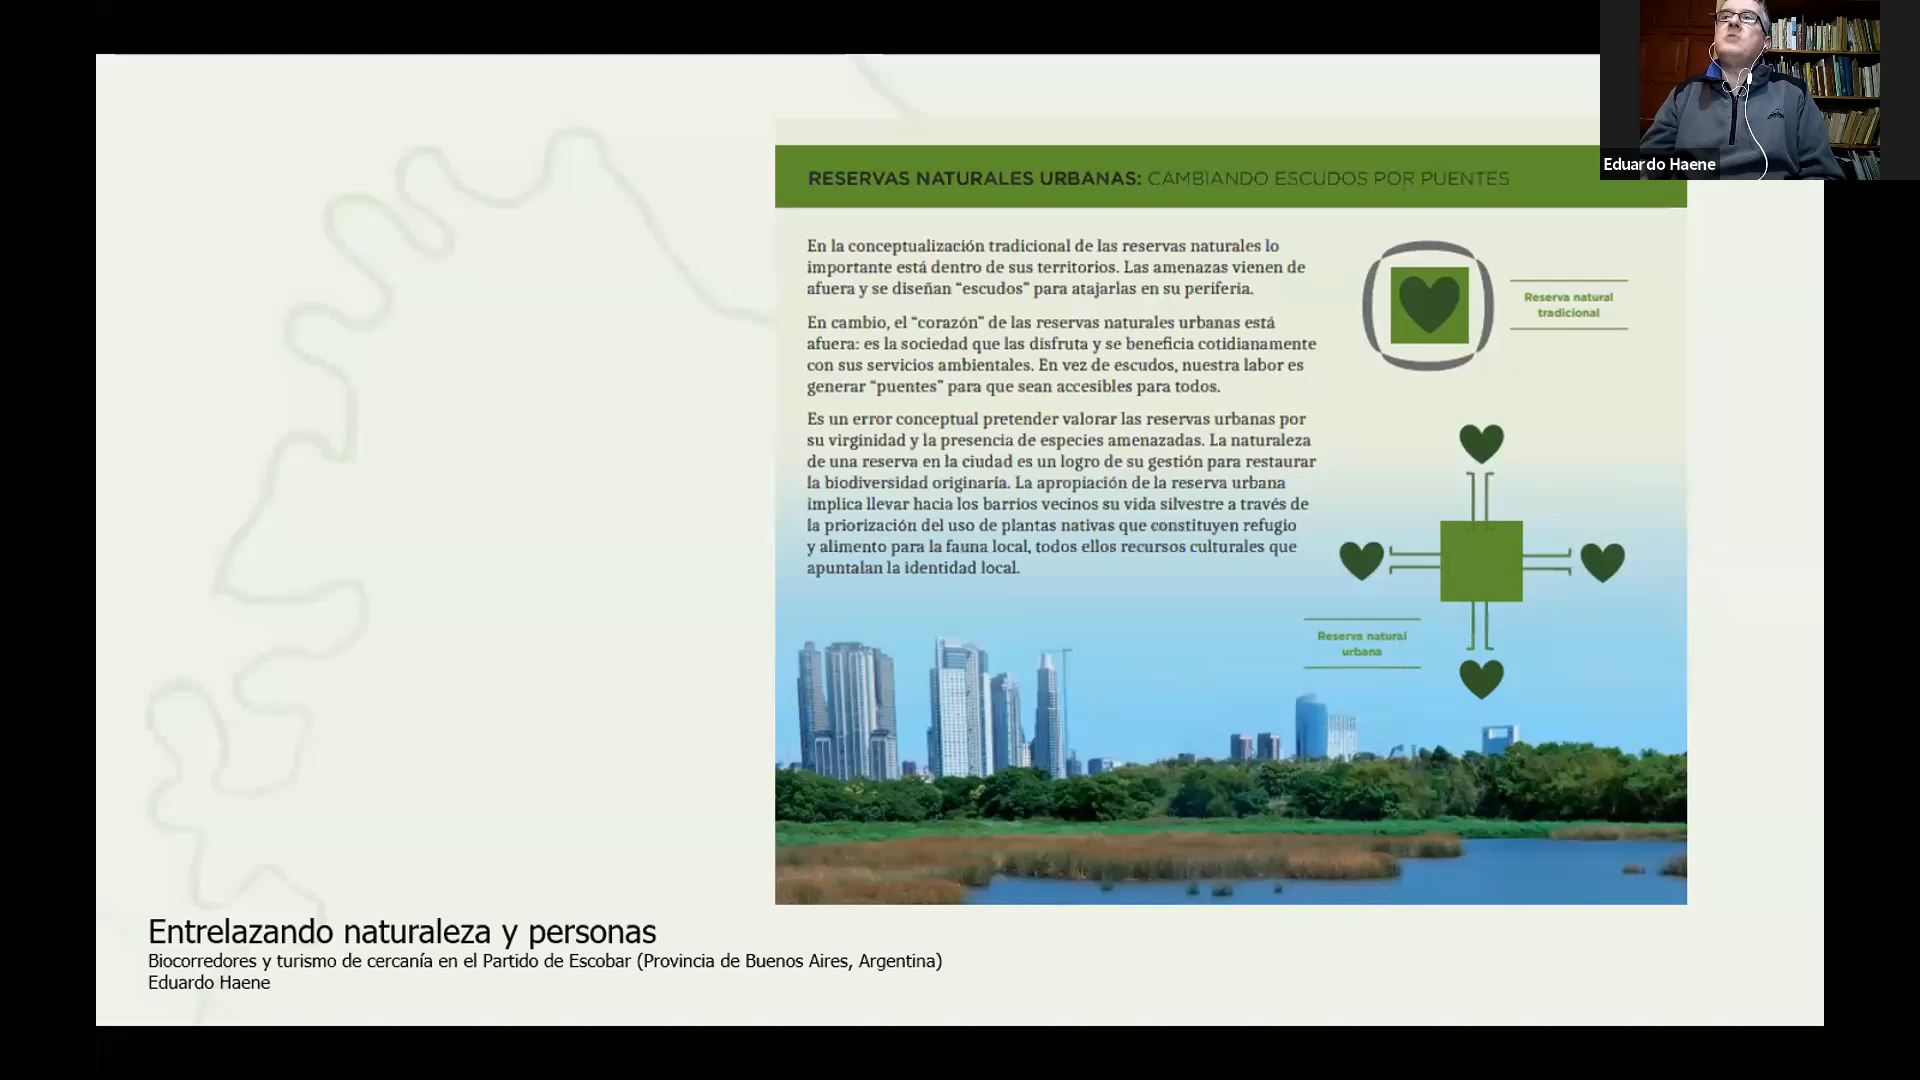 Eduardo Haene
RESERVAS NATURALES URBANAS: CAMBIANDO ESCUDOS POR PUENTES
En la conceptualización tradicional de las reservas naturales lo
importante está dentro de sus territorios. Las amenazas vienen de
afuera y se diseñan “escudos” para atajarlas en su periferia.
En cambio, el “corazón” de las reservas naturales urbanas está
afuera: es la sociedad que las disfruta y se beneficia cotidianamente
con sus servicios ambientales. En vez de escudos, nuestra labor es
generar “puentes” para que sean accesibles para todos.
Es un error conceptual pretender valorar las reservas urbanas por
su virginidad y la presencia de especies amenazadas. La naturaleza
de una reserva en la ciudad es un logro de su gestión para restaurar
la biodiversidad originaria. La apropiación de la reserva urbana
implica llevar hacia los barrios vecinos su vida silvestre a través de
la priorización del uso de plantas nativas que constituyen refugio
y alimento para la fauna local, todos ellos recursos culturales que
apuntalan la identidad local.
Reserva natural
tradicional
Reserva natural
urbana
Entrelazando naturaleza y personas
Biocorredores y turismo de cercanía en el Partido de Escobar (Provincia de Buenos Aires, Argentina)
Eduardo Haene